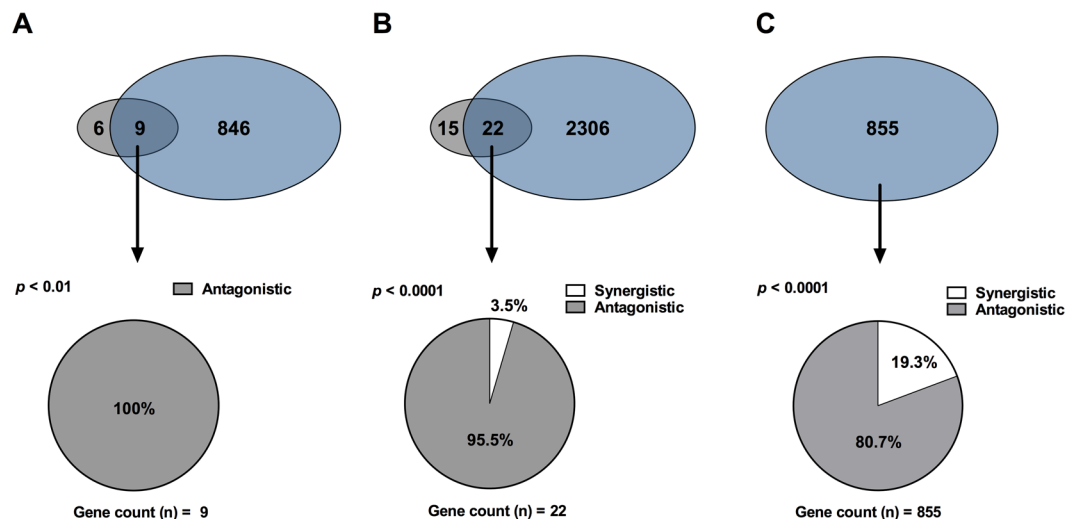 A
B
C
6
9
846
15
22
2306
855
p < 0.01
Antagonistic
p < 0.0001
Synergistic
Antagonistic
p < 0.0001
Synergistic
Antagonistic
100%
3.5%
95.5%
19.3%
80.7%
Gene count (n) = 9
Gene count (n) = 22
Gene count (n) = 855